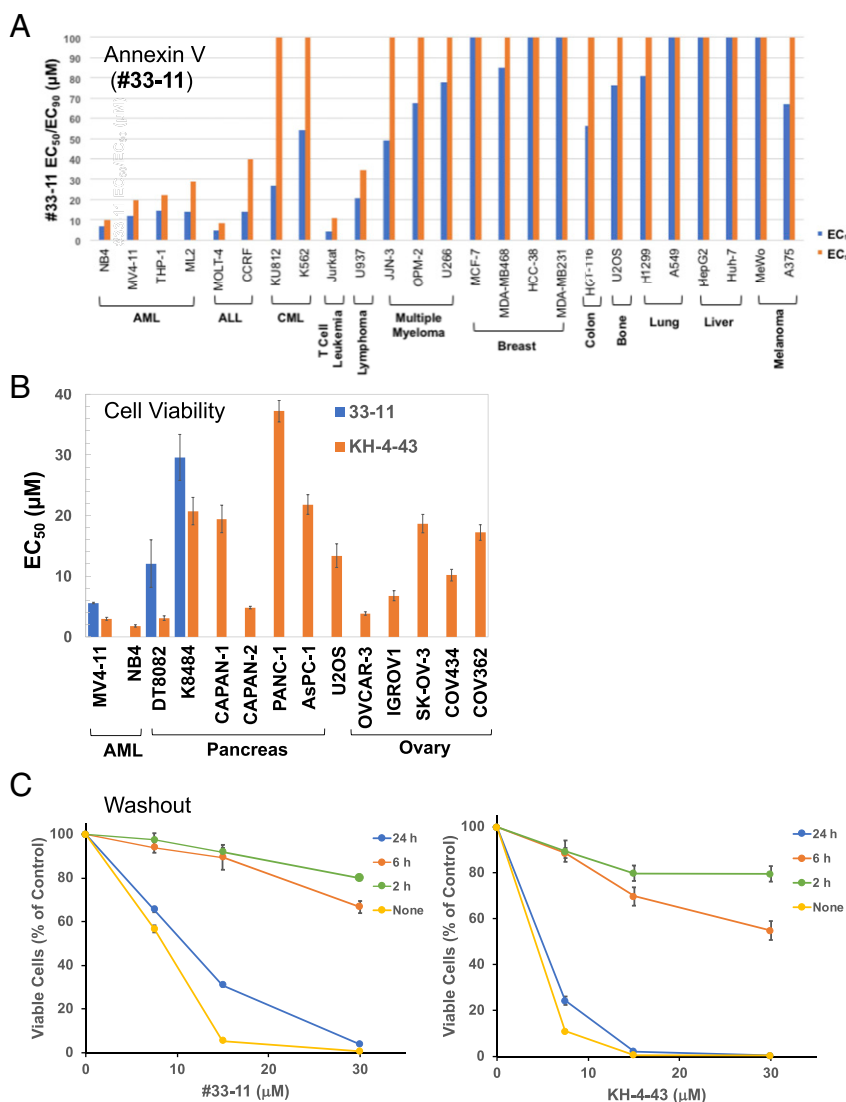 A
Annexin V
(#33-11)
#33-11 EC50/EC90 (µM)
100
90
80
70
60
50
40
30
20
10
0
NB4
MV4-11
THP-1
ML2
MOLT-4
CCRF
KU812
K562
Jurkat
U937
JJN-3
OPM-2
U266
MCF-7
MDA-MB468
HCC-38
MDA-MB231
HCT-116
U2OS
H1299
A549
HepG2
Huh-7
MeWo
A375
EC
EC
AML
ALL
CML
T Cell
Leukemia
Lymphoma
Multiple
Myeloma
Breast
Colon
Bone
Lung
Liver
Melanoma
B
Cell Viability
33-11
KH-4-43
EC50 (µM)
40
30
20
10
0
MV4-11
NB4
DT8082
K8484
CAPAN-1
CAPAN-2
PANC-1
AsPC-1
U2OS
OVCAR-3
IGROV1
SK-OV-3
COV434
COV362
AML
Pancreas
Ovary
C
Washout
Viable Cells (% of Control)
100
80
60
40
20
0
0
10
20
30
#33-11 (µM)
24 h
6 h
2 h
None
Viable Cells (% of Control)
100
80
60
40
20
0
0
10
20
30
KH-4-43 (µM)
24 h
6 h
2 h
None